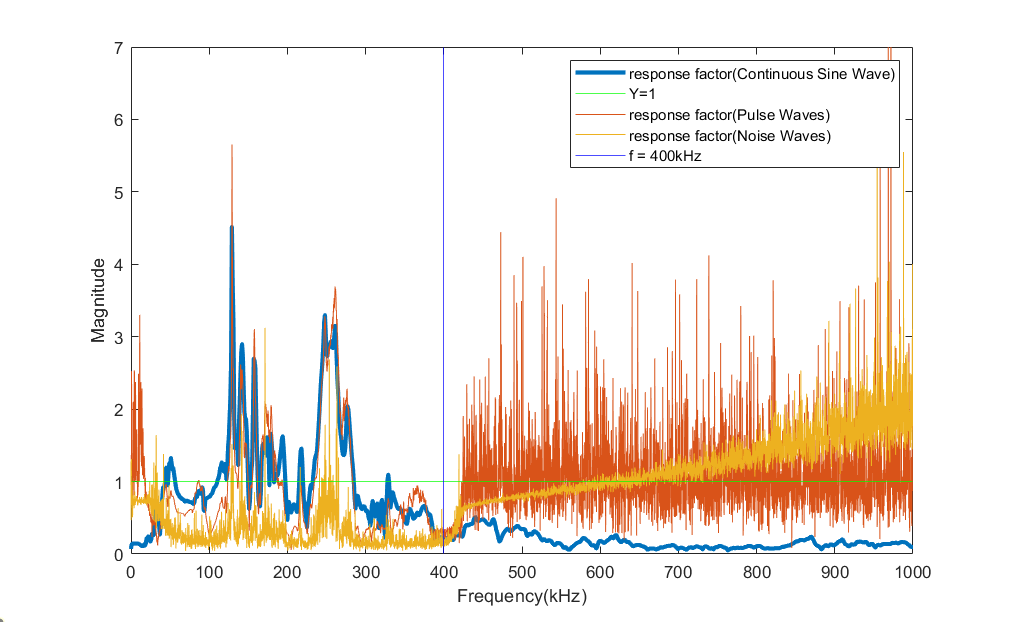 7
6
5
4
3
2
1
0
Magnitude
response factor(Continuous Sine Wave)
Y=1
response factor(Pulse Waves)
response factor(Noise Waves)
f = 400kHz
0 100 200 300 400 500 600 700 800 900 1000
Frequency(kHz)